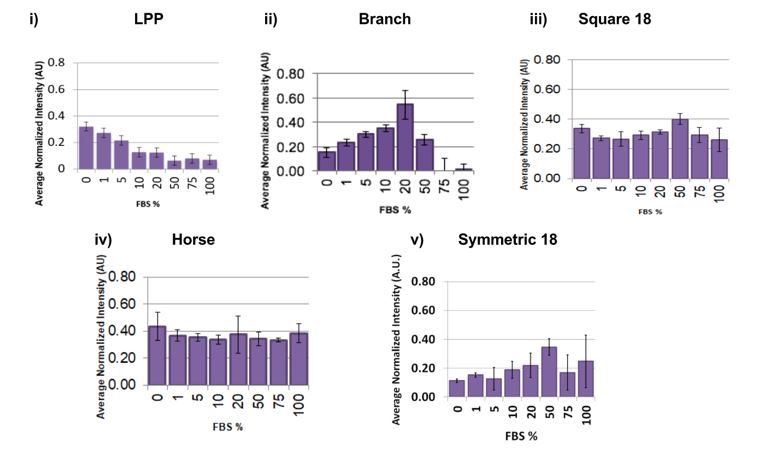 i) LPP
Average Normalized Intensity (AU)
0.8
0.6
0.4
0.2
0
0 1 5 10 20 50 75 100
FBS %
ii) Branch
Average Normalized Intensity (AU)
0.80
0.60
0.40
0.20
0.00
0 1 5 10 20 50 75 100
FBS %
iii) Square 18
Average Normalized Intensity (AU)
0.80
0.60
0.40
0.20
0.00
0 1 5 10 20 50 75 100
FBS %
iv) Horse
Average Normalized Intensity (AU)
0.80
0.60
0.40
0.20
0.00
0 1 5 10 20 50 75 100
FBS %
v) Symmetric 18
Average Normalized Intensity (A.U.)
0.80
0.60
0.40
0.20
0.00
0 1 5 10 20 50 75 100
FBS %